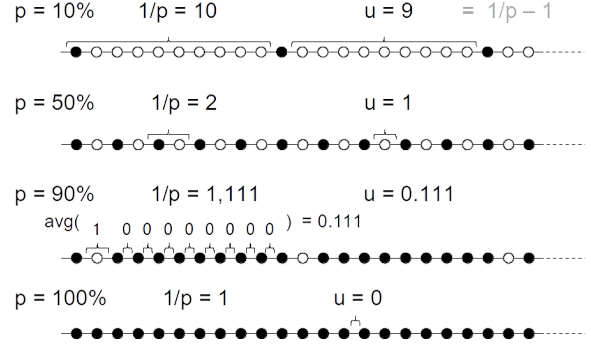 p = 10% 1/p = 10 u = 9 = 1/p – 1
p = 50% 1/p = 2 u = 1
p = 90% 1/p = 1,111 u = 0.111
avg( 1 0 0 0 0 0 0 0 0 ) = 0.111
p = 100% 1/p = 1 u = 0